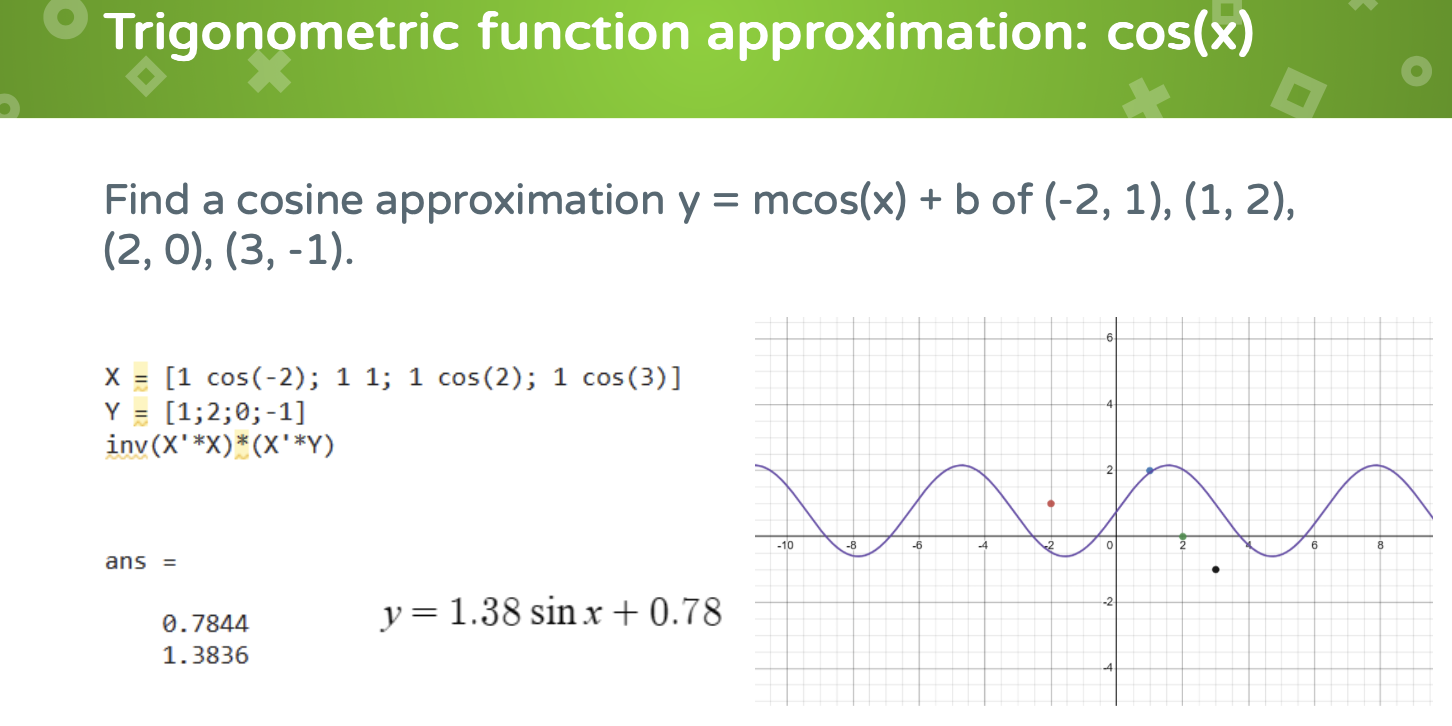 Trigonometric function approximation: cos(x)
Find a cosine approximation y = mcos(x) + b of (-2, 1), (1, 2),
(2, 0), (3, -1).
X = [1 cos(-2); 1 1; 1 cos(2); 1 cos(3)]
Y = [1;2;0;-1]
inv(X'*X)*(X'*Y)
ans =
0.7844
1.3836
y = 1.38 sin x + 0.78
6
4
2
-10 -8 -6 -4 -2 0 2 4 6 8
-2
-4